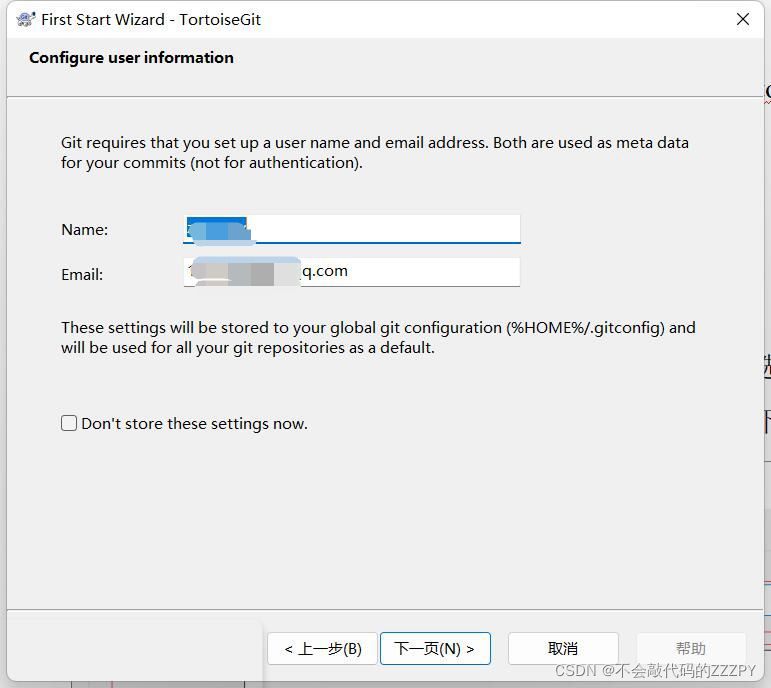 First Start Wizard - TortoiseGit
Configure user information
Git requires that you set up a user name and email address. Both are used as meta data
for your commits (not for authentication).
Name:
Email: q.com
These settings will be stored to your global git configuration (%HOME%/.gitconfig) and
will be used for all your git repositories as a default.
Don't store these settings now.
< 上一步(B) 下一页(N) > 取消 帮助
CSDN @不会敲代码的ZZZPY